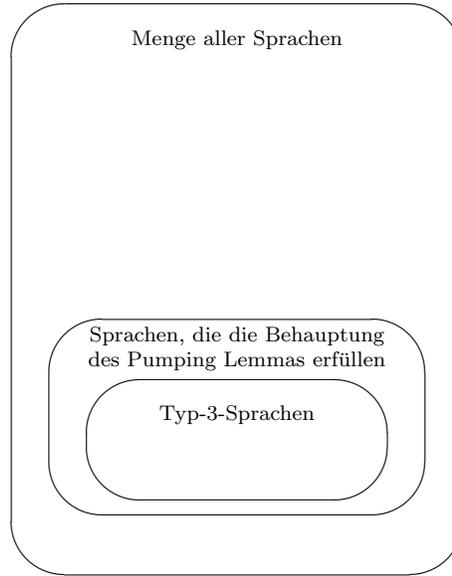 Menge aller Sprachen
Sprachen, die die Behauptung
des Pumping Lemmas erfüllen
Typ-3-Sprachen